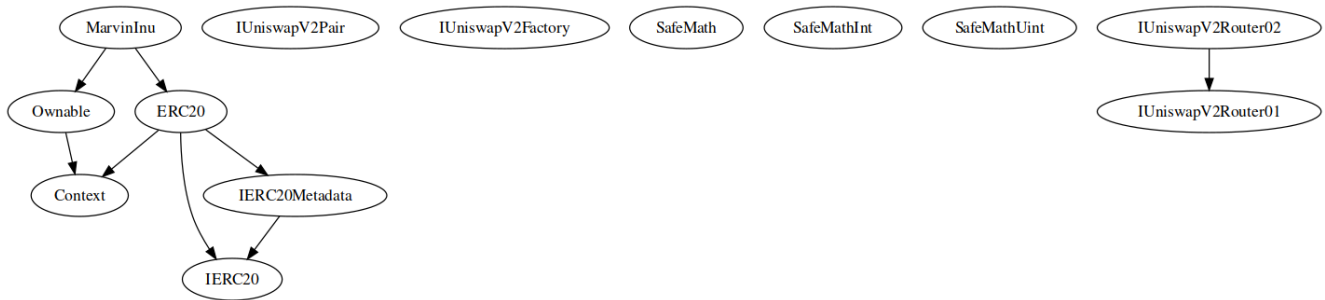 MarvinInu IUniswapV2Pair IUniswapV2Factory SafeMath SafeMathInt SafeMathUint IUniswapV2Router02
Ownable ERC20 IUniswapV2Router01
Context IERC20Metadata
IERC20